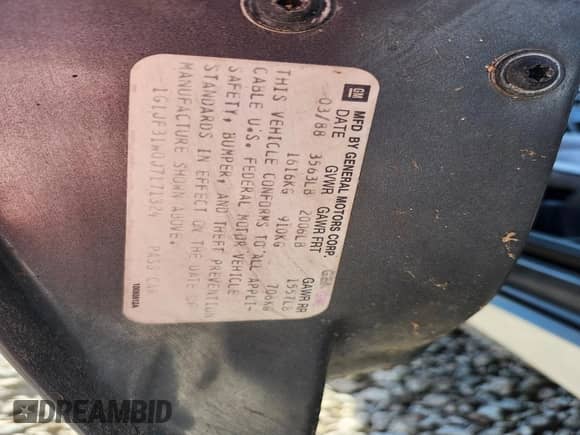 GM
MFD BY GENERAL MOTORS CORP.
DATE GVWR GAWR FRT GAWR RR
03/88 3563LB 2006LB 1557LB
1616KG 910KG 706KG
THIS VEHICLE CONFORMS TO ALL APPLI-
CABLE U.S. FEDERAL MOTOR VEHICLE
SAFETY, BUMPER, AND THEFT PREVENTION
STANDARDS IN EFFECT ON THE DATE OF
MANUFACTURE SHOWN ABOVE.
PASS CAR
DREAMBID